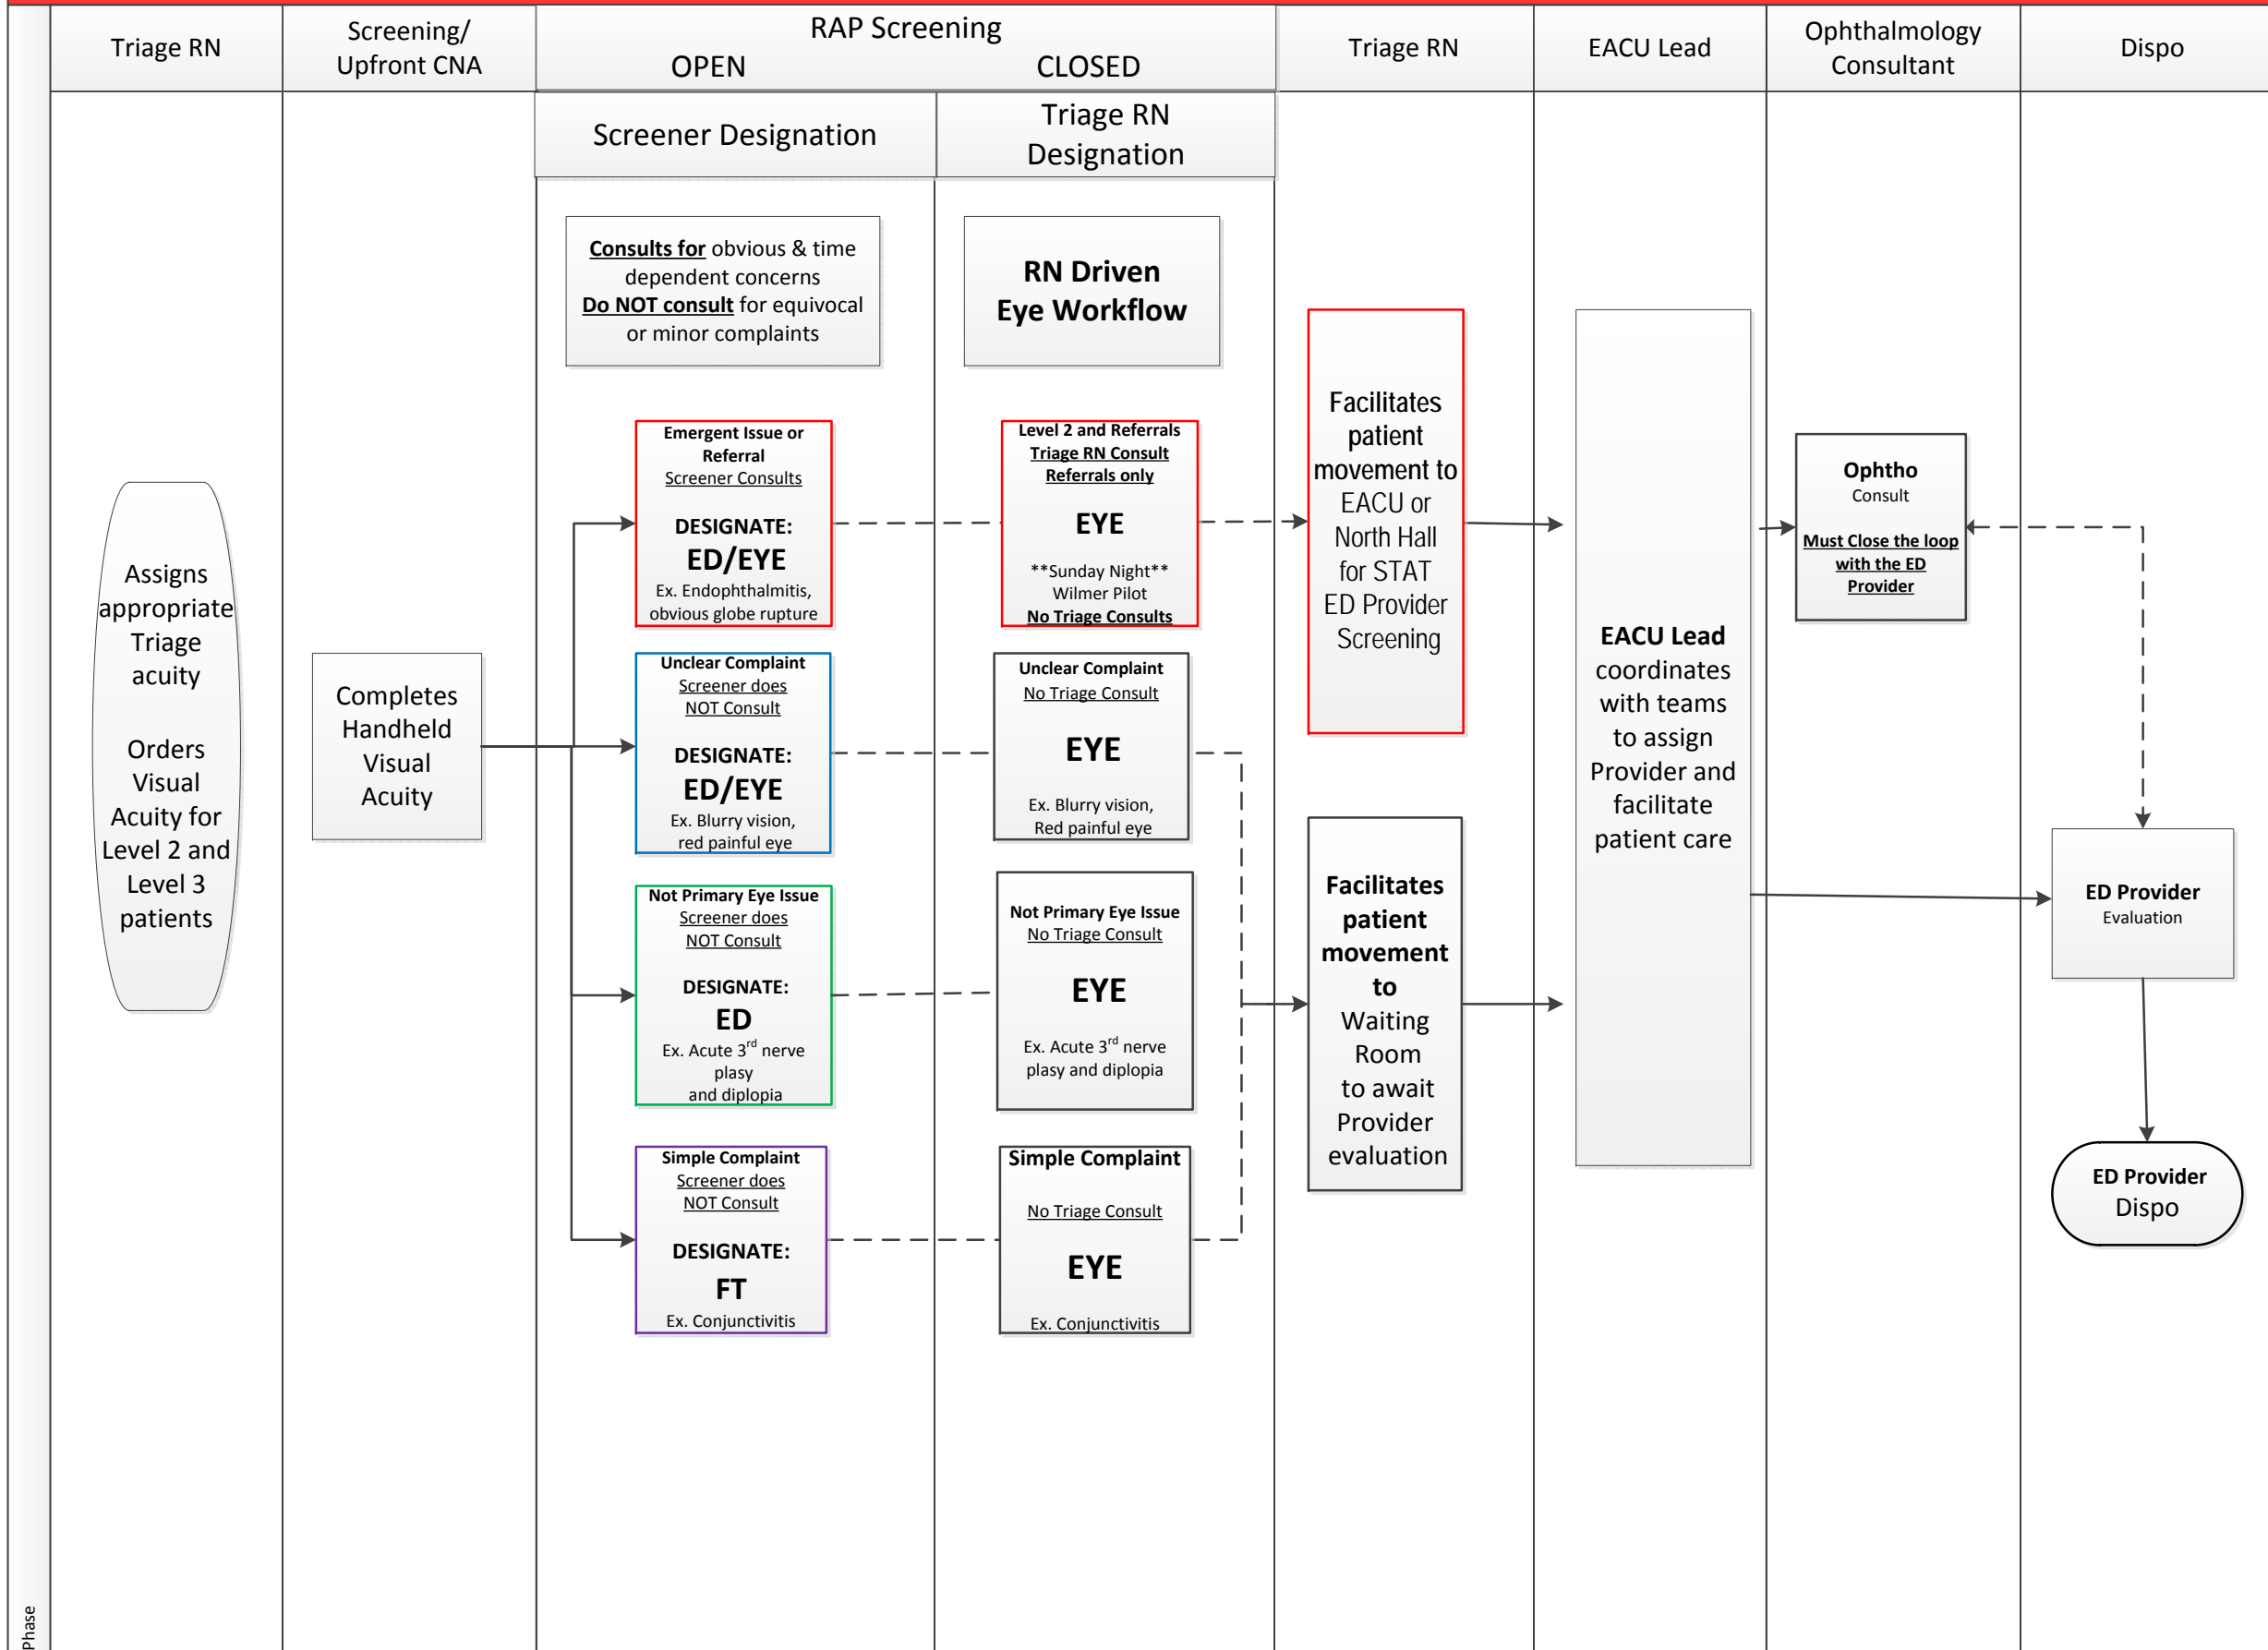 Triage RN
Screening/
Upfront CNA
RAP Screening
OPEN
CLOSED
Triage RN
EACU Lead
Ophthalmology
Consultant
Dispo
Screener Designation
Triage RN
Designation
Consults for obvious & time
dependent concerns
Do NOT consult for equivocal
or minor complaints
RN Driven
Eye Workflow
Assigns
appropriate
Triage
acuity
Orders
Visual
Acuity for
Level 2 and
Level 3
patients
Completes
Handheld
Visual
Acuity
Emergent Issue or
Referral
Screener Consults
DESIGNATE:
ED/EYE
Ex. Endophthalmitis,
obvious globe rupture
Unclear Complaint
Screener does
NOT Consult
DESIGNATE:
ED/EYE
Ex. Blurry vision,
red painful eye
Not Primary Eye Issue
Screener does
NOT Consult
DESIGNATE:
ED
Ex. Acute 3rd nerve
plasy
and diplopia
Simple Complaint
Screener does
NOT Consult
DESIGNATE:
FT
Ex. Conjunctivitis
Level 2 and Referrals
Triage RN Consult
Referrals only
EYE
**Sunday Night**
Wilmer Pilot
No Triage Consults
Unclear Complaint
No Triage Consult
EYE
Ex. Blurry vision,
Red painful eye
Not Primary Eye Issue
No Triage Consult
EYE
Ex. Acute 3rd nerve
plasy and diplopia
Simple Complaint
No Triage Consult
EYE
Ex. Conjunctivitis
Facilitates
patient
movement to
EACU or
North Hall
for STAT
ED Provider
Screening
Facilitates
patient
movement
to
Waiting
Room
to await
Provider
evaluation
EACU Lead
coordinates
with teams
to assign
Provider and
facilitate
patient care
Ophtho
Consult
Must Close the loop
with the ED
Provider
ED Provider
Evaluation
ED Provider
Dispo
Phase